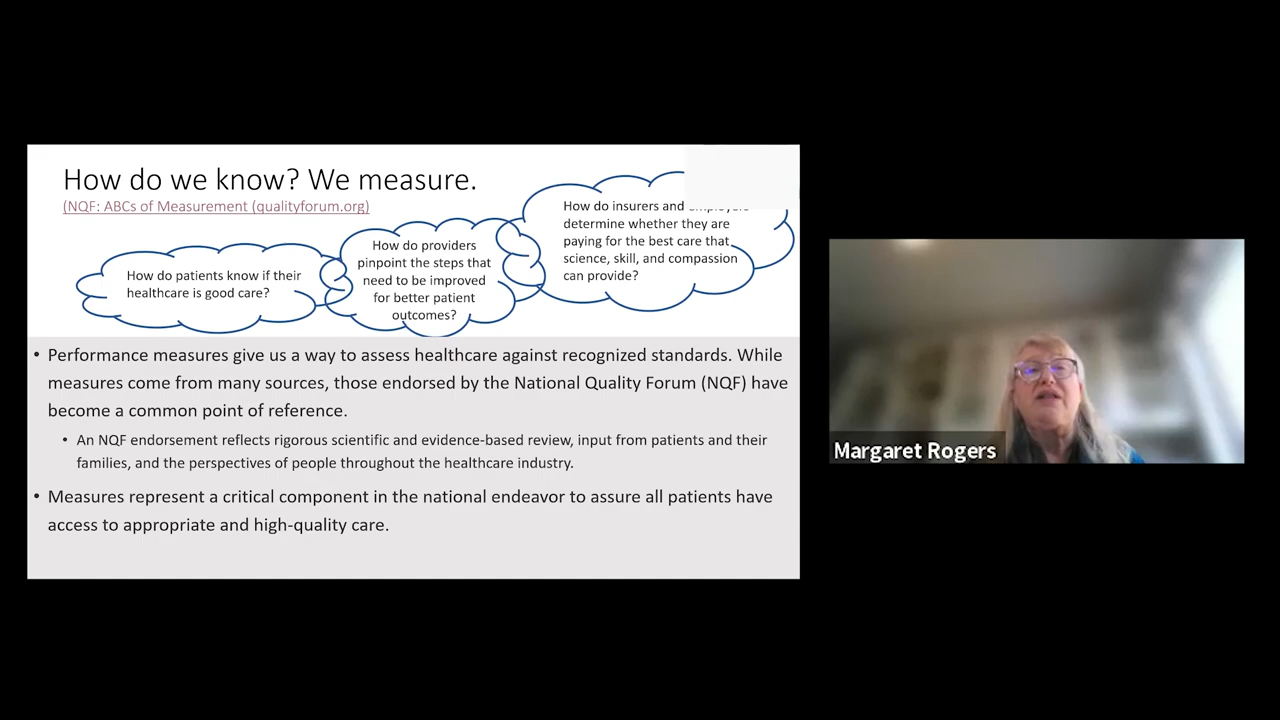 How do we know? We measure.
(NQF: ABCs of Measurement (qualityforum.org)
How do patients know if their
healthcare is good care?
How do providers
pinpoint the steps that
need to be improved
for better patient
outcomes?
How do insurers and
determine whether they are
paying for the best care that
science, skill, and compassion
can provide?
• Performance measures give us a way to assess healthcare against recognized standards. While
measures come from many sources, those endorsed by the National Quality Forum (NQF) have
become a common point of reference.
• An NQF endorsement reflects rigorous scientific and evidence-based review, input from patients and their
families, and the perspectives of people throughout the healthcare industry.
• Measures represent a critical component in the national endeavor to assure all patients have
access to appropriate and high-quality care.
Margaret Rogers